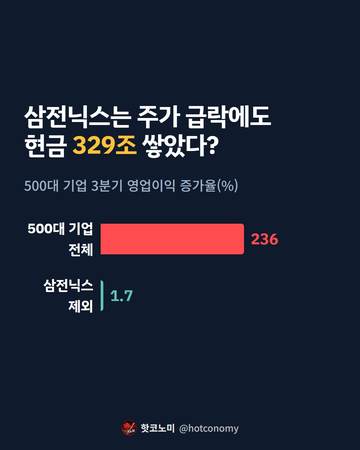 삼전닉스는 주가 급락에도
현금 329조 쌓았다?
500대 기업 3분기 영업이익 증가율(%)
500대 기업
전체
236
삼전닉스
제외
1.7
핫코노미 @hotconomy